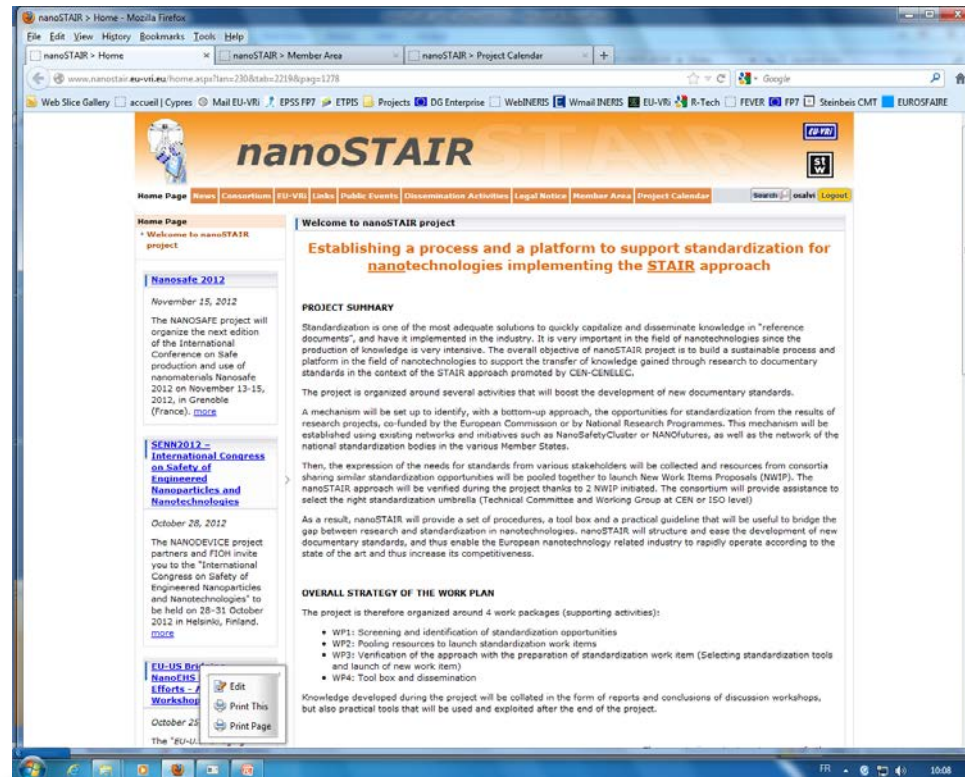 nanoSTAIR > Home - Mozilla Firefox
File Edit View History Bookmarks Tools Help
nanoSTAIR > Home
nanoSTAIR > Member Area
nanoSTAIR > Project Calendar
www.nanostair.eu-vri.eu/home.aspx?lan=230&tab=2219&pag=1278
Google
Web Slice Gallery accueil | Cypres Mail EU-VRi EPSS FP7 ETPIS Projects DG Enterprise WebINERIS Wmail INERIS EU-VRi R-Tech FEVER FP7 Steinbeis CMT EUROSFAIRE
nanoSTAIR
EU-VRI
st w
Home Page News Consortium EU-VRi Links Public Events Dissemination Activities Legal Notice Member Area Project Calendar
Search osalvi Logout
Home Page
Welcome to nanoSTAIR
project
Nanosafe 2012
November 15, 2012
The NANOSAFE project will
organize the next edition
of the International
Conference on Safe
production and use of
nanomaterials Nanosafe
2012 on November 13-15,
2012, in Grenoble
(France). more
SENN2012 –
International Congress
on Safety of
Engineered
Nanoparticles and
Nanotechnologies
October 28, 2012
The NANODEVICE project
partners and FIOH invite
you to the "International
Congress on Safety of
Engineered Nanoparticles
and Nanotechnologies" to
be held on 28-31 October
2012 in Helsinki, Finland.
more
EU-US Bridging
NanoEHS
Efforts -
Workshop
October 25
The "EU-U.S.
Edit
Print This
Print Page
Welcome to nanoSTAIR project
Establishing a process and a platform to support standardization for
nanotechnologies implementing the STAIR approach
PROJECT SUMMARY
Standardization is one of the most adequate solutions to quickly capitalize and disseminate knowledge in "reference
documents", and have it implemented in the industry. It is very important in the field of nanotechnologies since the
production of knowledge is very intensive. The overall objective of nanoSTAIR project is to build a sustainable process and
platform in the field of nanotechnologies to support the transfer of knowledge gained through research to documentary
standards in the context of the STAIR approach promoted by CEN-CENELEC.
The project is organized around several activities that will boost the development of new documentary standards.
A mechanism will be set up to identify, with a bottom-up approach, the opportunities for standardization from the results of
research projects, co-funded by the European Commission or by National Research Programmes. This mechanism will be
established using existing networks and initiatives such as NanoSafetyCluster or NANOfutures, as well as the network of the
national standardization bodies in the various Member States.
Then, the expression of the needs for standards from various stakeholders will be collected and resources from consortia
sharing similar standardization opportunities will be pooled together to launch New Work Items Proposals (NWIP). The
nanoSTAIR approach will be verified during the project thanks to 2 NWIP initiated. The consortium will provide assistance to
select the right standardization umbrella (Technical Committee and Working Group at CEN or ISO level)
As a result, nanoSTAIR will provide a set of procedures, a tool box and a practical guideline that will be useful to bridge the
gap between research and standardization in nanotechnologies. nanoSTAIR will structure and ease the development of new
documentary standards, and thus enable the European nanotechnology related industry to rapidly operate according to the
state of the art and thus increase its competitiveness.
OVERALL STRATEGY OF THE WORK PLAN
The project is therefore organized around 4 work packages (supporting activities):
• WP1: Screening and identification of standardization opportunities
• WP2: Pooling resources to launch standardization work items
• WP3: Verification of the approach with the preparation of standardization work item (Selecting standardization tools
and launch of new work item)
• WP4: Tool box and dissemination
Knowledge developed during the project will be collated in the form of reports and conclusions of discussion workshops,
but also practical tools that will be used and exploited after the end of the project.
FR
10:08